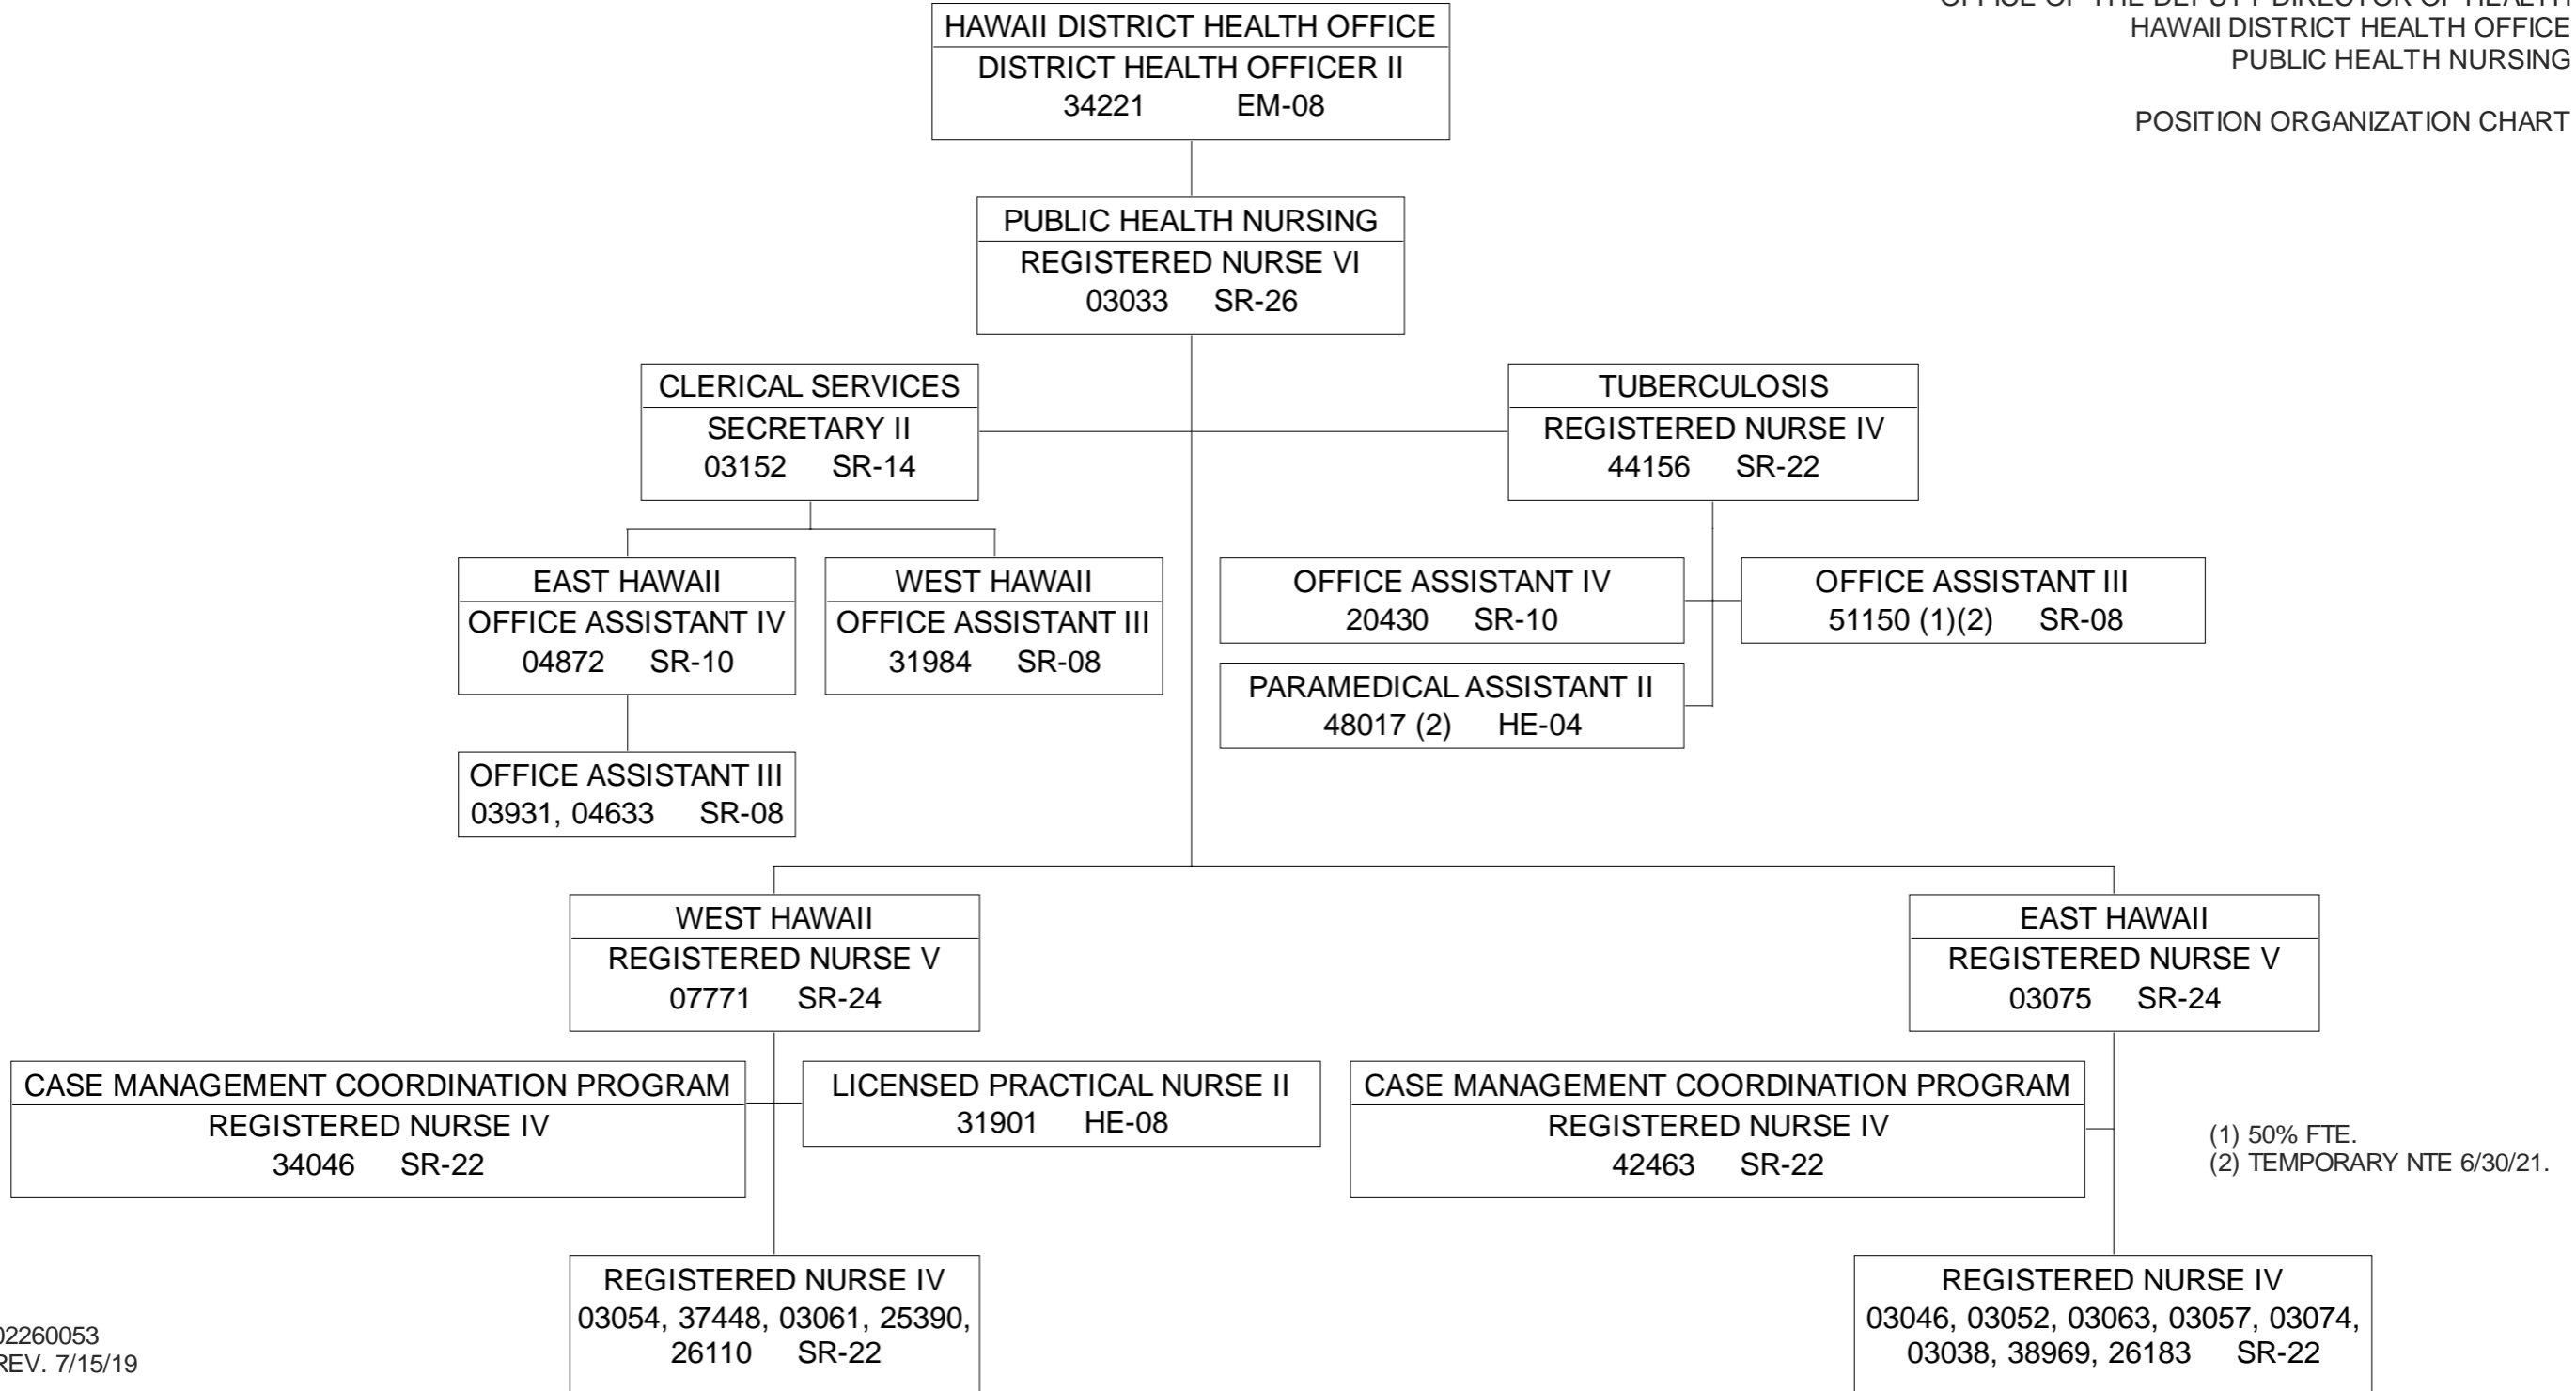 OFFICE OF THE DEPUTY DIRECTOR OF HEALTH
HAWAII DISTRICT HEALTH OFFICE
PUBLIC HEALTH NURSING
POSITION ORGANIZATION CHART
HAWAII DISTRICT HEALTH OFFICE
DISTRICT HEALTH OFFICER II
34221 EM-08
PUBLIC HEALTH NURSING
REGISTERED NURSE VI
03033 SR-26
CLERICAL SERVICES
SECRETARY II
03152 SR-14
TUBERCULOSIS
REGISTERED NURSE IV
44156 SR-22
EAST HAWAII
OFFICE ASSISTANT IV
04872 SR-10
WEST HAWAII
OFFICE ASSISTANT III
31984 SR-08
OFFICE ASSISTANT IV
20430 SR-10
OFFICE ASSISTANT III
51150 (1)(2) SR-08
PARAMEDICAL ASSISTANT II
48017 (2) HE-04
OFFICE ASSISTANT III
03931, 04633 SR-08
WEST HAWAII
REGISTERED NURSE V
07771 SR-24
EAST HAWAII
REGISTERED NURSE V
03075 SR-24
CASE MANAGEMENT COORDINATION PROGRAM
REGISTERED NURSE IV
34046 SR-22
LICENSED PRACTICAL NURSE II
31901 HE-08
CASE MANAGEMENT COORDINATION PROGRAM
REGISTERED NURSE IV
42463 SR-22
(1) 50% FTE.
(2) TEMPORARY NTE 6/30/21.
REGISTERED NURSE IV
03054, 37448, 03061, 25390,
26110 SR-22
REGISTERED NURSE IV
03046, 03052, 03063, 03057, 03074,
03038, 38969, 26183 SR-22
02260053
REV. 7/15/19